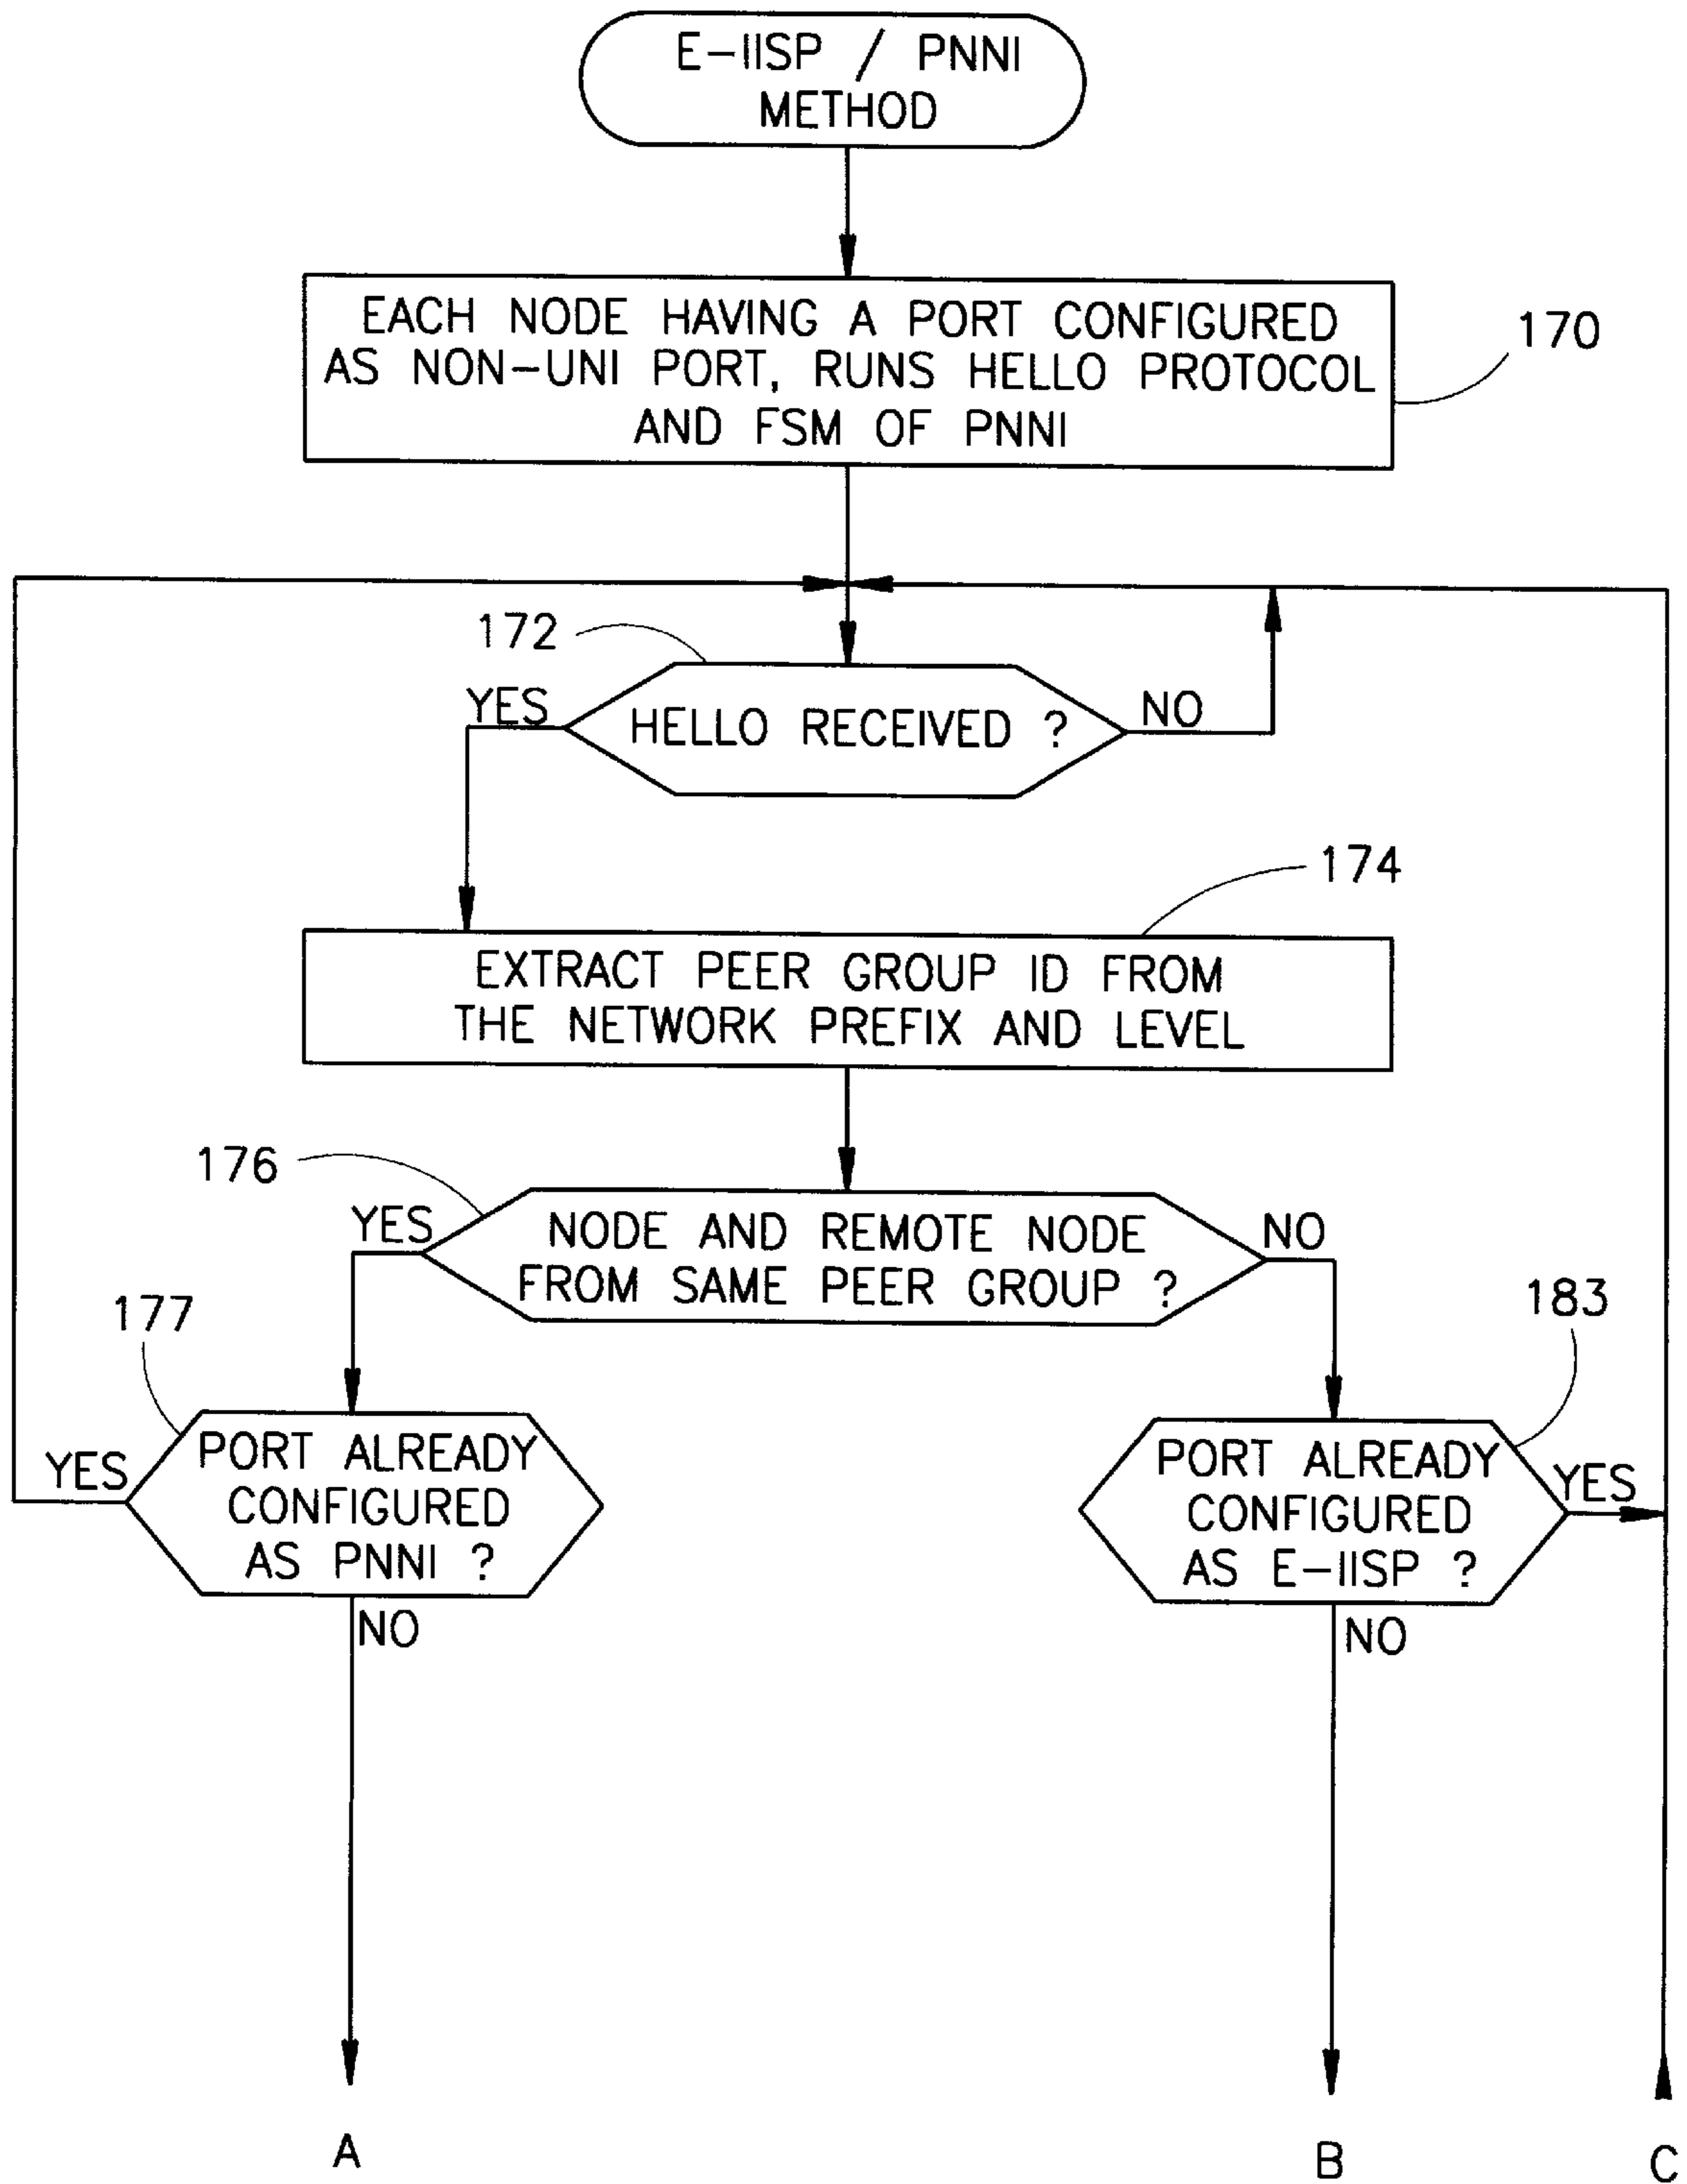 E-IISP / PNNI
METHOD
EACH NODE HAVING A PORT CONFIGURED
AS NON-UNI PORT, RUNS HELLO PROTOCOL
AND FSM OF PNNI
170
172
YES
HELLO RECEIVED ?
NO
174
EXTRACT PEER GROUP ID FROM
THE NETWORK PREFIX AND LEVEL
176
YES
NODE AND REMOTE NODE
FROM SAME PEER GROUP ?
NO
177
183
YES
PORT ALREADY
CONFIGURED
AS PNNI ?
NO
PORT ALREADY
CONFIGURED
AS E-IISP ?
YES
NO
A
B
C